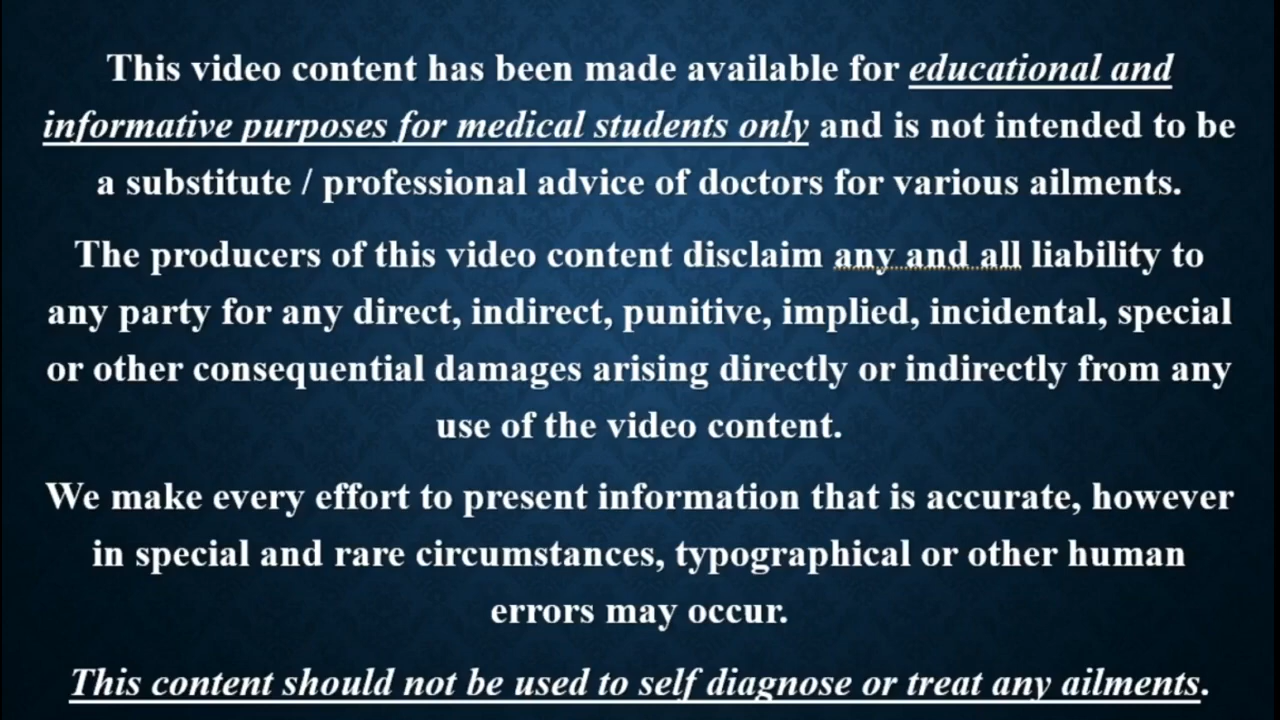 This video content has been made available for educational and
informative purposes for medical students only and is not intended to be
a substitute / professional advice of doctors for various ailments.
The producers of this video content disclaim any and all liability to
any party for any direct, indirect, punitive, implied, incidental, special
or other consequential damages arising directly or indirectly from any
use of the video content.
We make every effort to present information that is accurate, however
in special and rare circumstances, typographical or other human
errors may occur.
This content should not be used to self diagnose or treat any ailments.